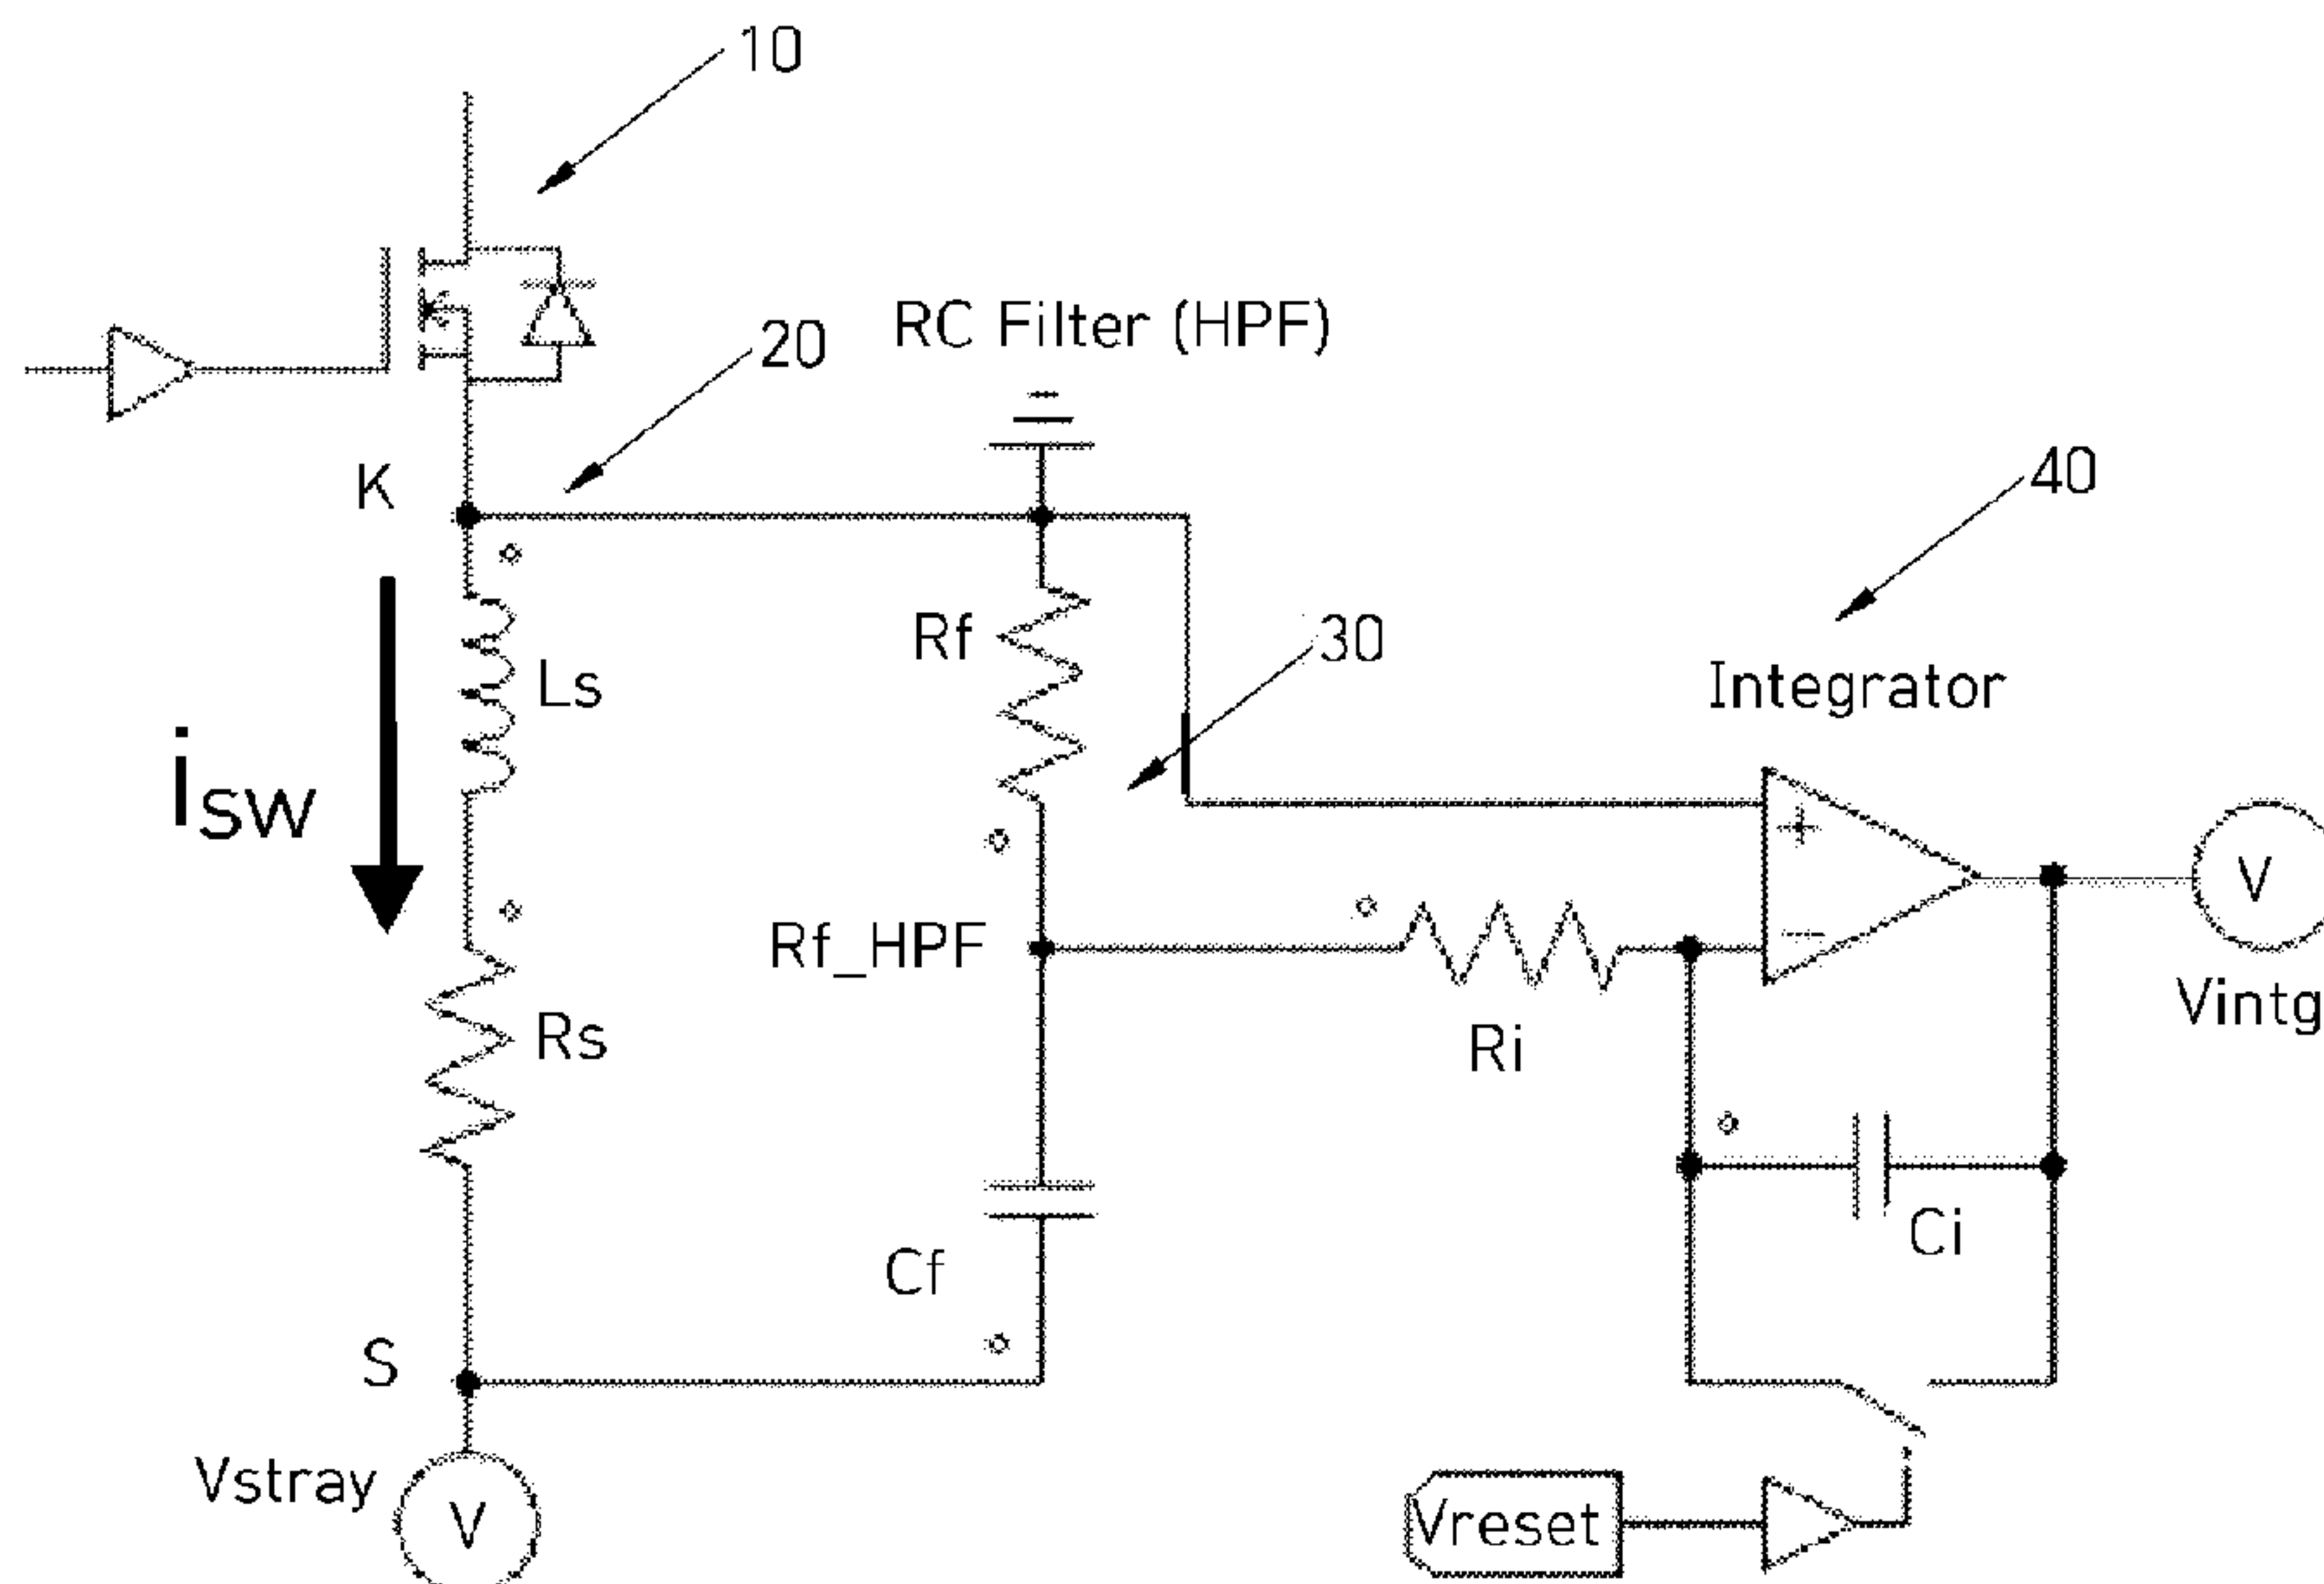 10
20
RC Filter (HPF)
K
40
Rf
30
Ls
Integrator
iSW
+
V
Rf_HPF
−
Vintg
Rs
Ri
Ci
Cf
S
Vstray
V
Vreset